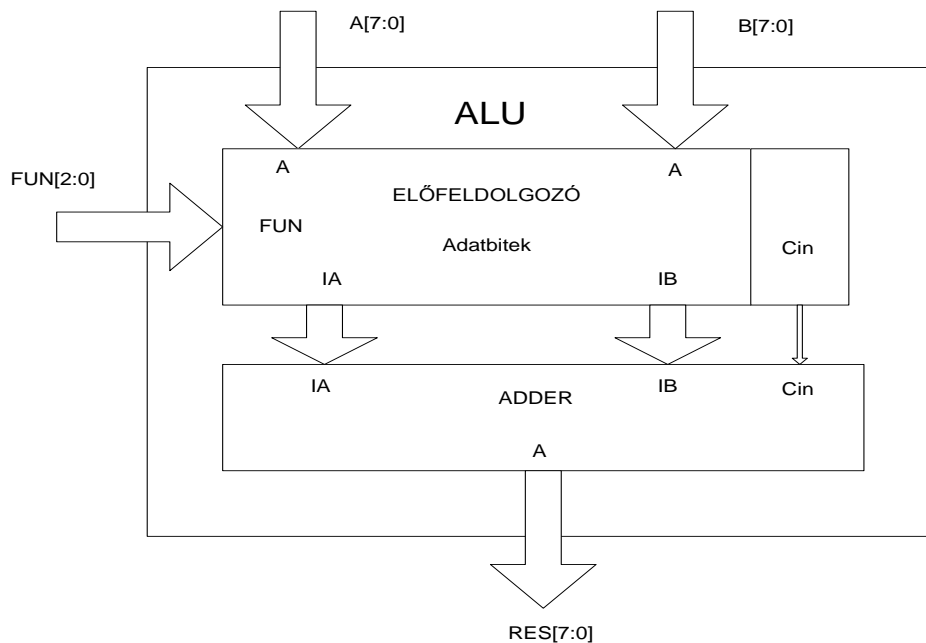 A[7:0]
B[7:0]
ALU
A
A
FUN[2:0]
ELŐFELDOLGOZÓ
FUN
Adatbitek
Cin
IA
IB
IA
IB
Cin
ADDER
A
RES[7:0]